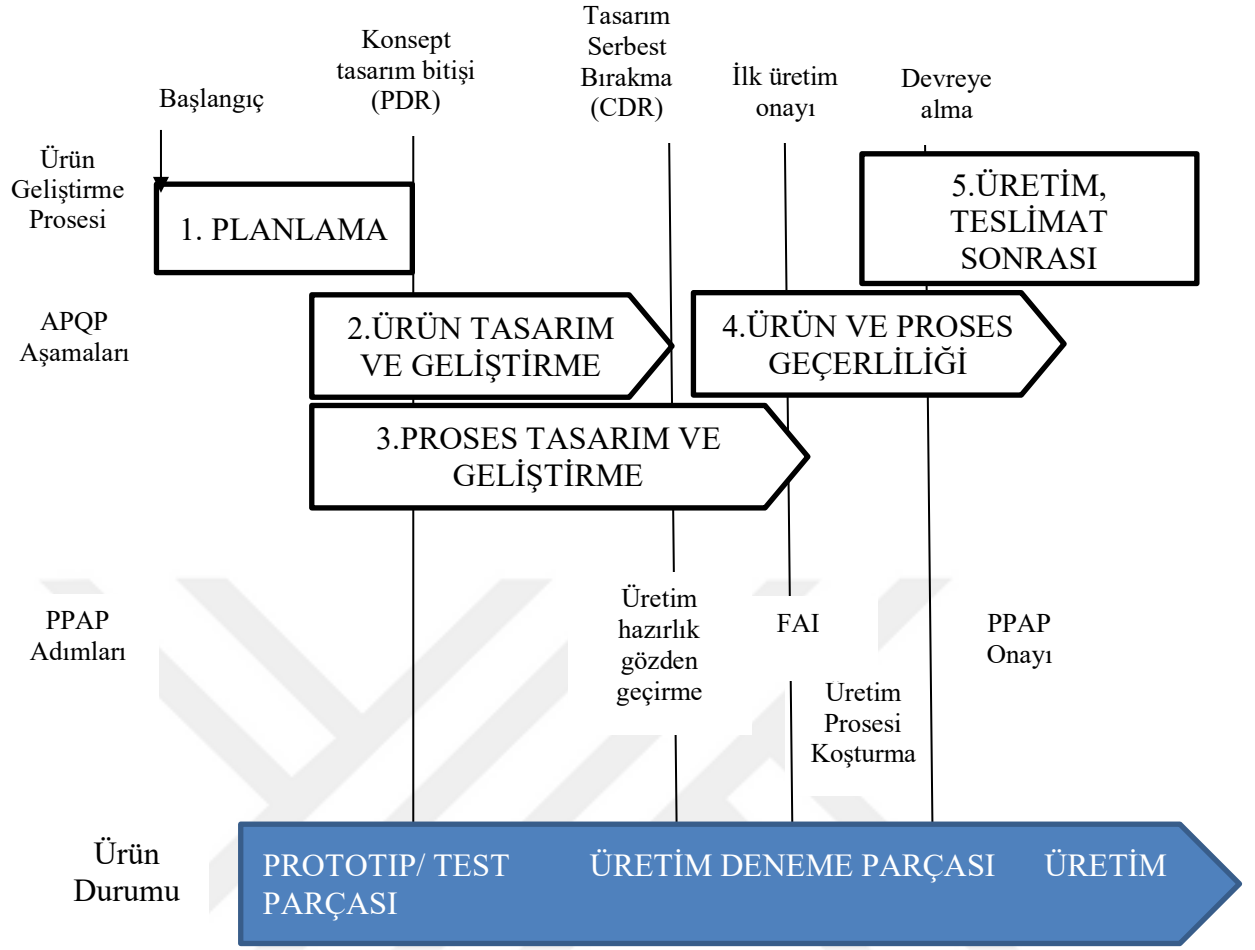 Başlangıç
Konsept
tasarım bitişi
(PDR)
Tasarım
Serbest
Bırakma
(CDR)
İlk üretim
onayı
Devreye
alma
Ürün
Geliştirme
Prosesi
1. PLANLAMA
5.ÜRETİM,
TESLİMAT
SONRASI
APQP
Aşamaları
2.ÜRÜN TASARIM
VE GELİŞTİRME
4.ÜRÜN VE PROSES
GEÇERLİLİĞİ
3.PROSES TASARIM VE
GELİŞTİRME
PPAP
Adımları
Üretim
hazırlık
gözden
geçirme
FAI
Uretim
Prosesi
Koşturma
PPAP
Onayı
Ürün
Durumu
PROTOTIP/ TEST
PARÇASI
ÜRETİM DENEME PARÇASI
ÜRETİM